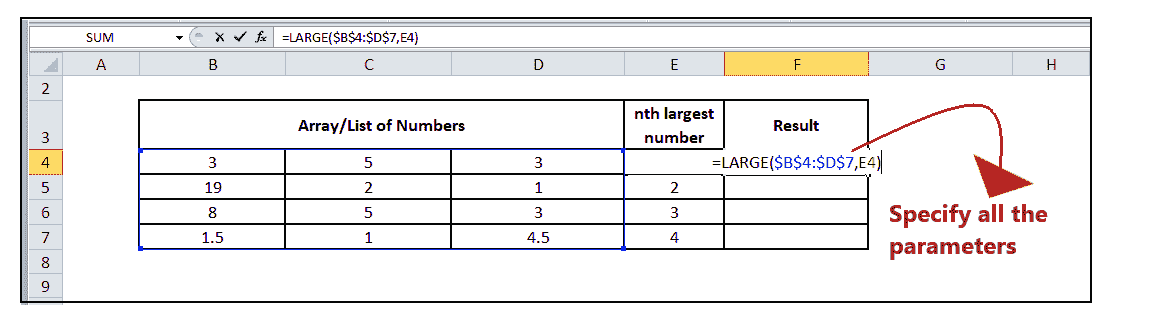 SUM fx =LARGE($B$4:$D$7,E4)
A B C D E F G H
2
3 Array/List of Numbers nth largest number Result
4 3 5 3 =LARGE($B$4:$D$7,E4)
5 19 2 1 2
6 8 5 3 3
7 1.5 1 4.5 4
8
9
Specify all the
parameters